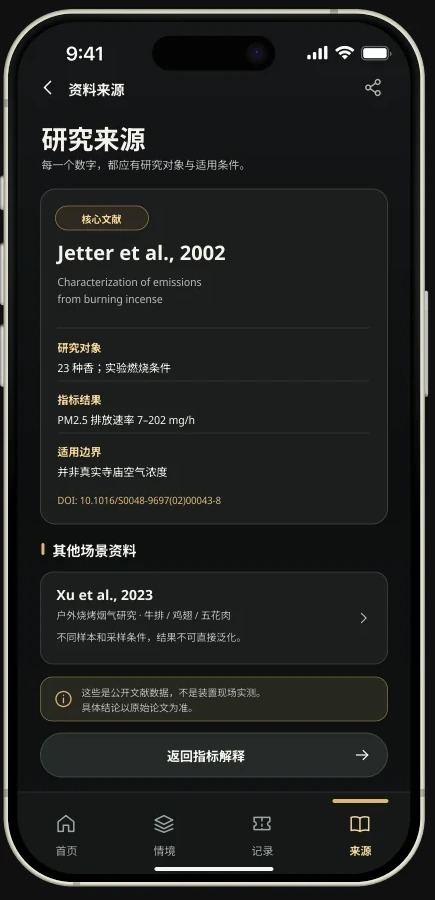 9:41
资料来源
研究来源
每一个数字，都应有研究对象与适用条件。
核心文献
Jetter et al., 2002
Characterization of emissions
from burning incense
研究对象
23 种香；实验燃烧条件
指标结果
PM2.5 排放速率 7–202 mg/h
适用边界
并非真实寺庙空气浓度
DOI: 10.1016/S0048-9697(02)00043-8
其他场景资料
Xu et al., 2023
户外烧烤烟气研究 · 牛排 / 鸡翅 / 五花肉
不同样本和采样条件，结果不可直接泛化。
这些是公开文献数据，不是装置现场实测。
具体结论以原始论文为准。
返回指标解释
首页
情境
记录
来源